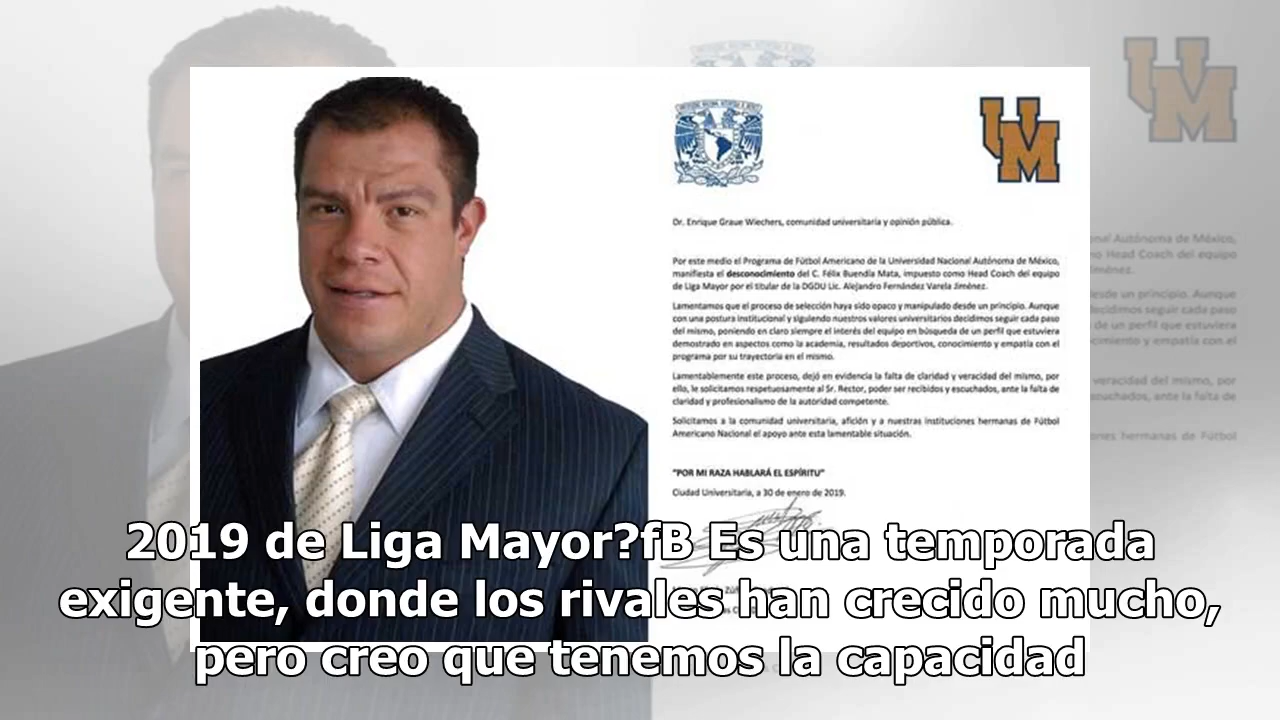 UNIVERSIDAD NACIONAL AUTONOMA DE MEXICO
UM
UM
Dr. Enrique Graue Wiechers, comunidad universitaria y opinión pública.
Por este medio el Programa de Fútbol Americano de la Universidad Nacional Autónoma de México,
manifiesta el desconocimiento del C. Félix Buendía Mata, impuesto como Head Coach del equipo
de Liga Mayor por el titular de la DGDU Lic. Alejandro Fernández Varela Jiménez.
Lamentamos que el proceso de selección haya sido opaco y manipulado desde un principio. Aunque
con una postura institucional y siguiendo nuestros valores universitarios decidimos seguir cada paso
del mismo, poniendo en claro siempre el interés del equipo en búsqueda de un perfil que estuviera
demostrado en aspectos como la academia, resultados deportivos, conocimiento y empatía con el
programa por su trayectoria en el mismo.
Lamentablemente este proceso, dejó en evidencia la falta de claridad y veracidad del mismo, por
ello, le solicitamos respetuosamente al Sr. Rector, poder ser recibidos y escuchados, ante la falta de
claridad y profesionalismo de la autoridad competente.
Solicitamos a la comunidad universitaria, afición y a nuestras instituciones hermanas de Fútbol
Americano Nacional el apoyo ante esta lamentable situación.
"POR MI RAZA HABLARÁ EL ESPÍRITU"
Ciudad Universitaria, a 30 de enero de 2019.
2019 de Liga Mayor?fB Es una temporada
exigente, donde los rivales han crecido mucho,
pero creo que tenemos la capacidad